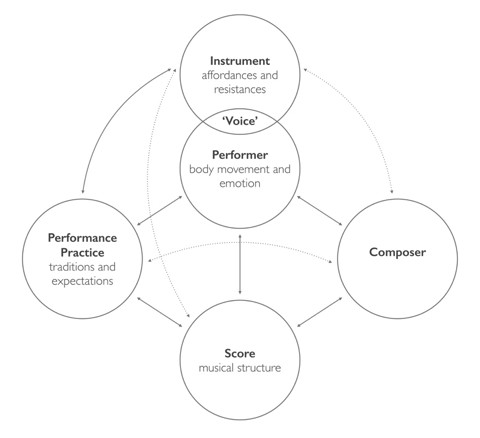 Instrument
affordances and
resistances
‘Voice’
Performer
body movement and
emotion
Performance
Practice
traditions and
expectations
Composer
Score
musical structure